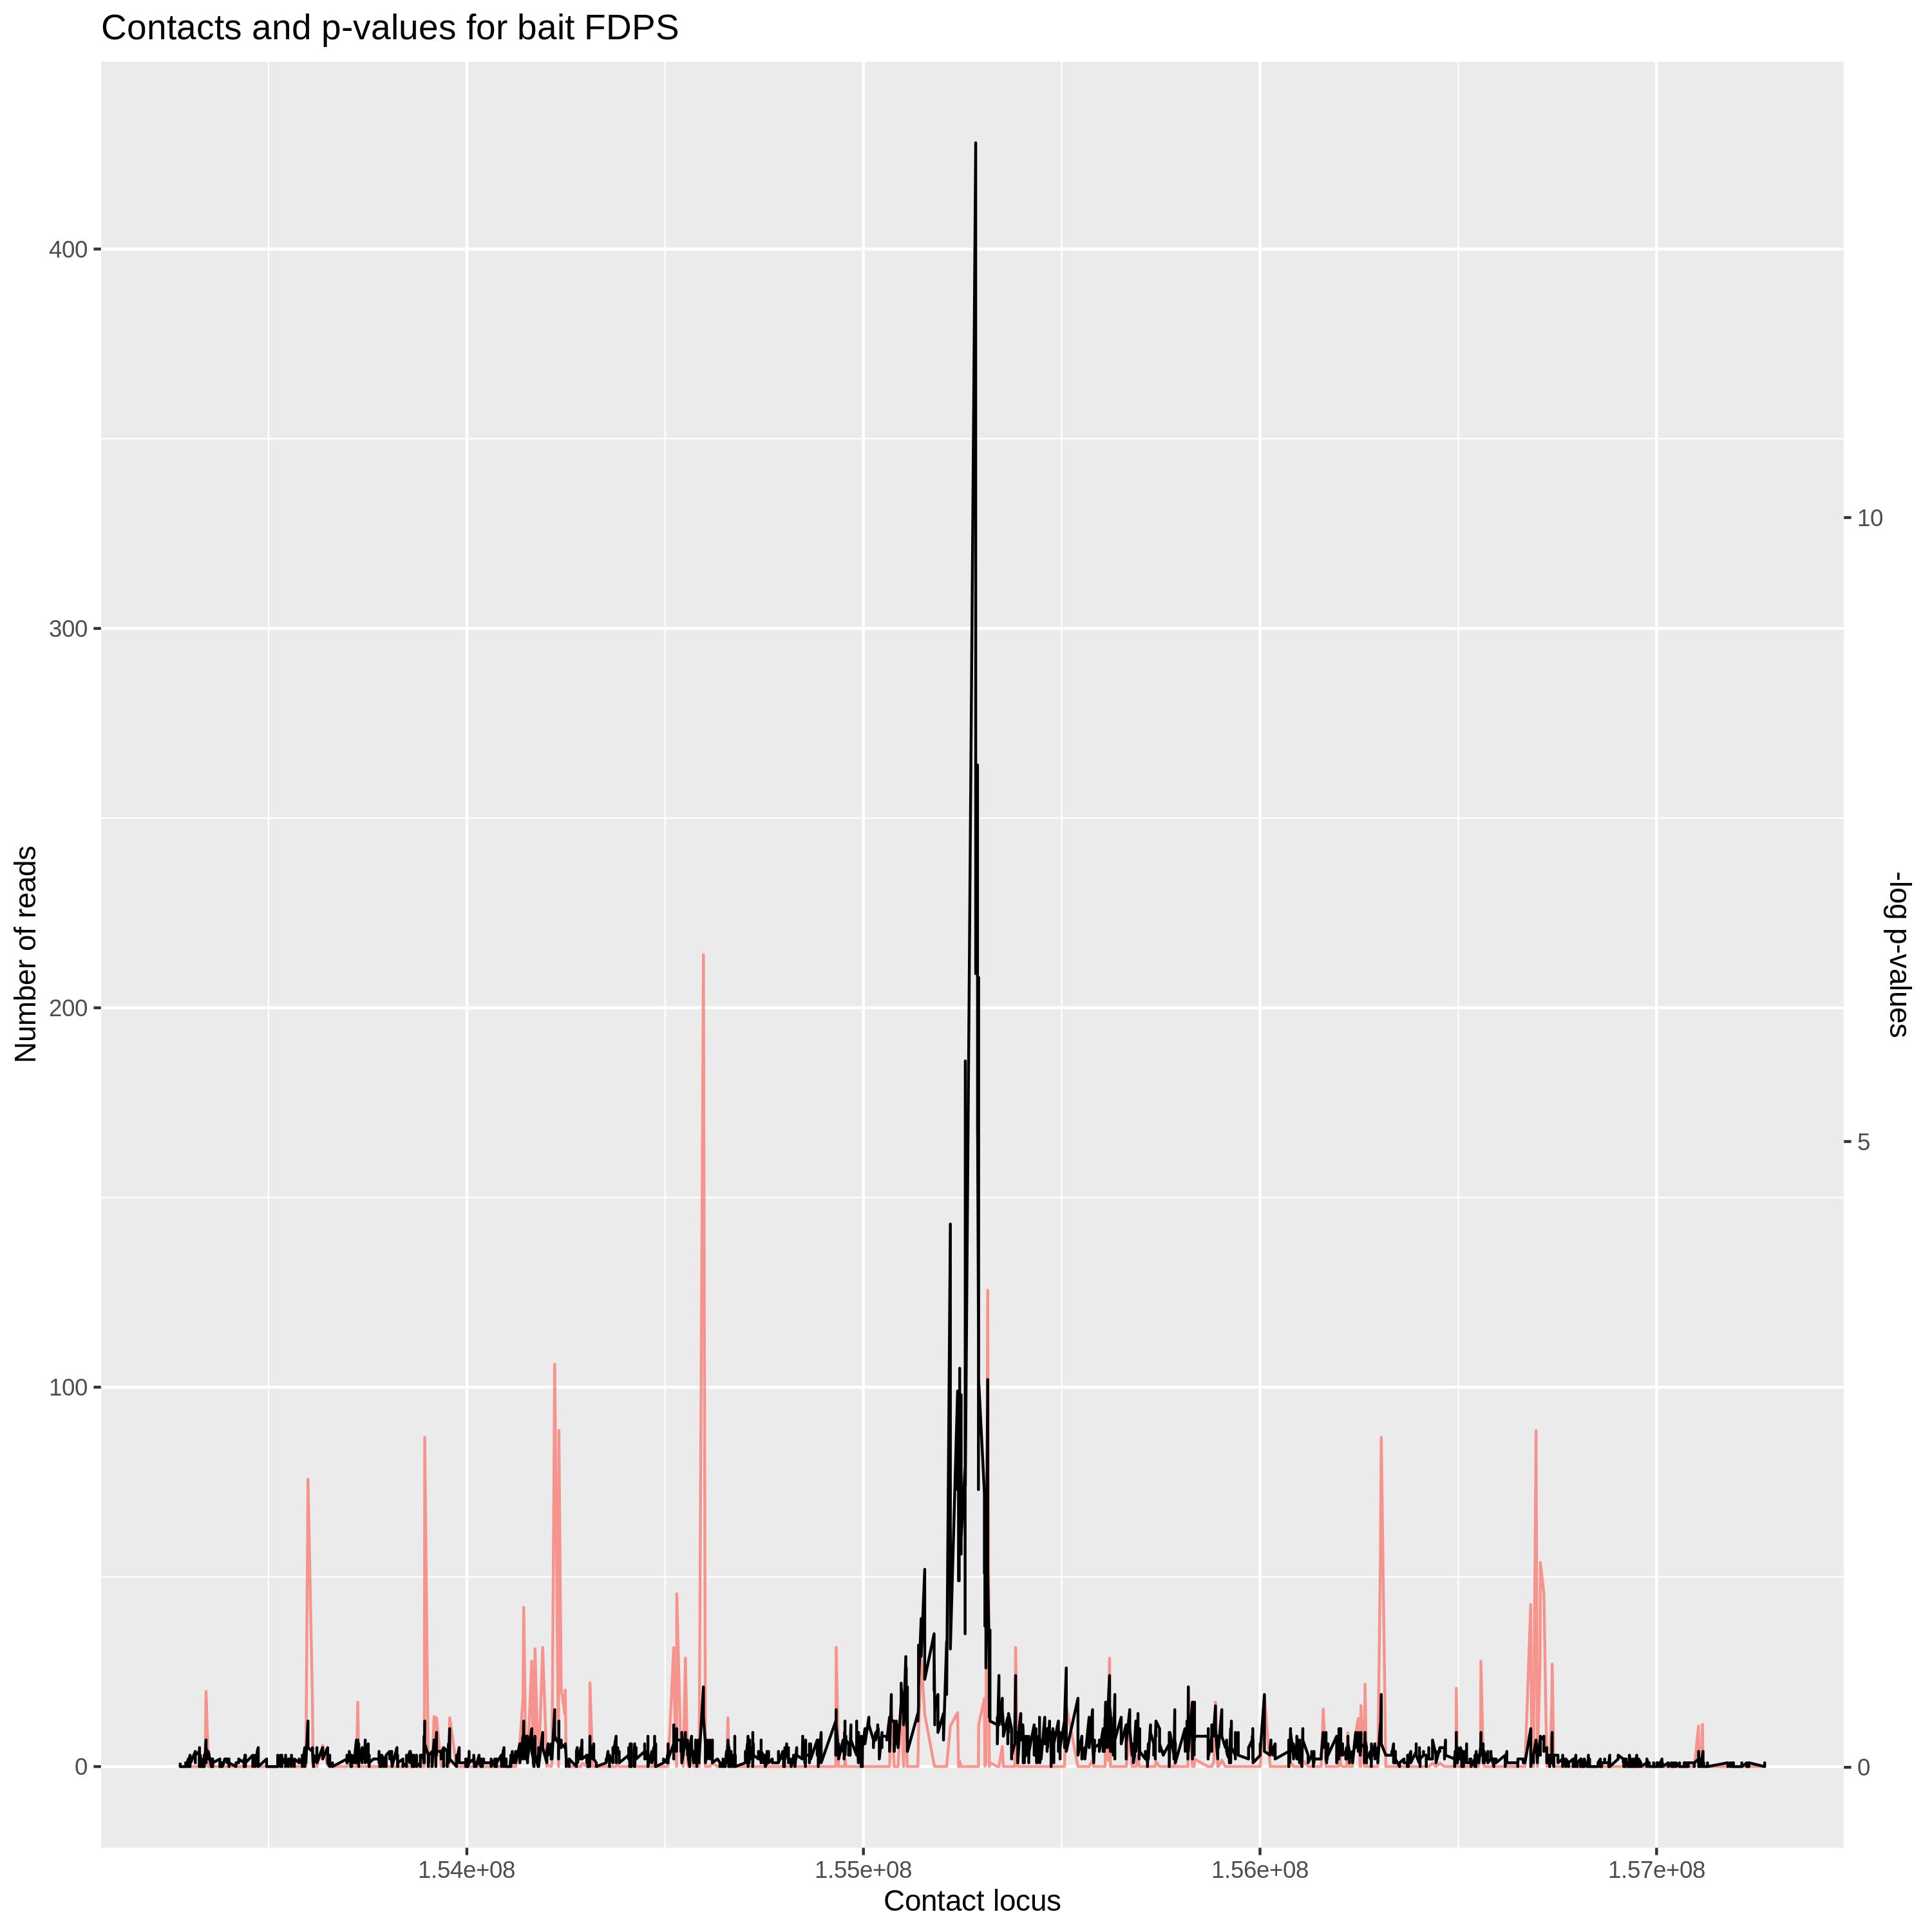 Contacts and p-values for bait FDPS
400
300
200
100
0
Number of reads
10
5
0
-log p-values
1.54e+08
1.55e+08
1.56e+08
1.57e+08
Contact locus